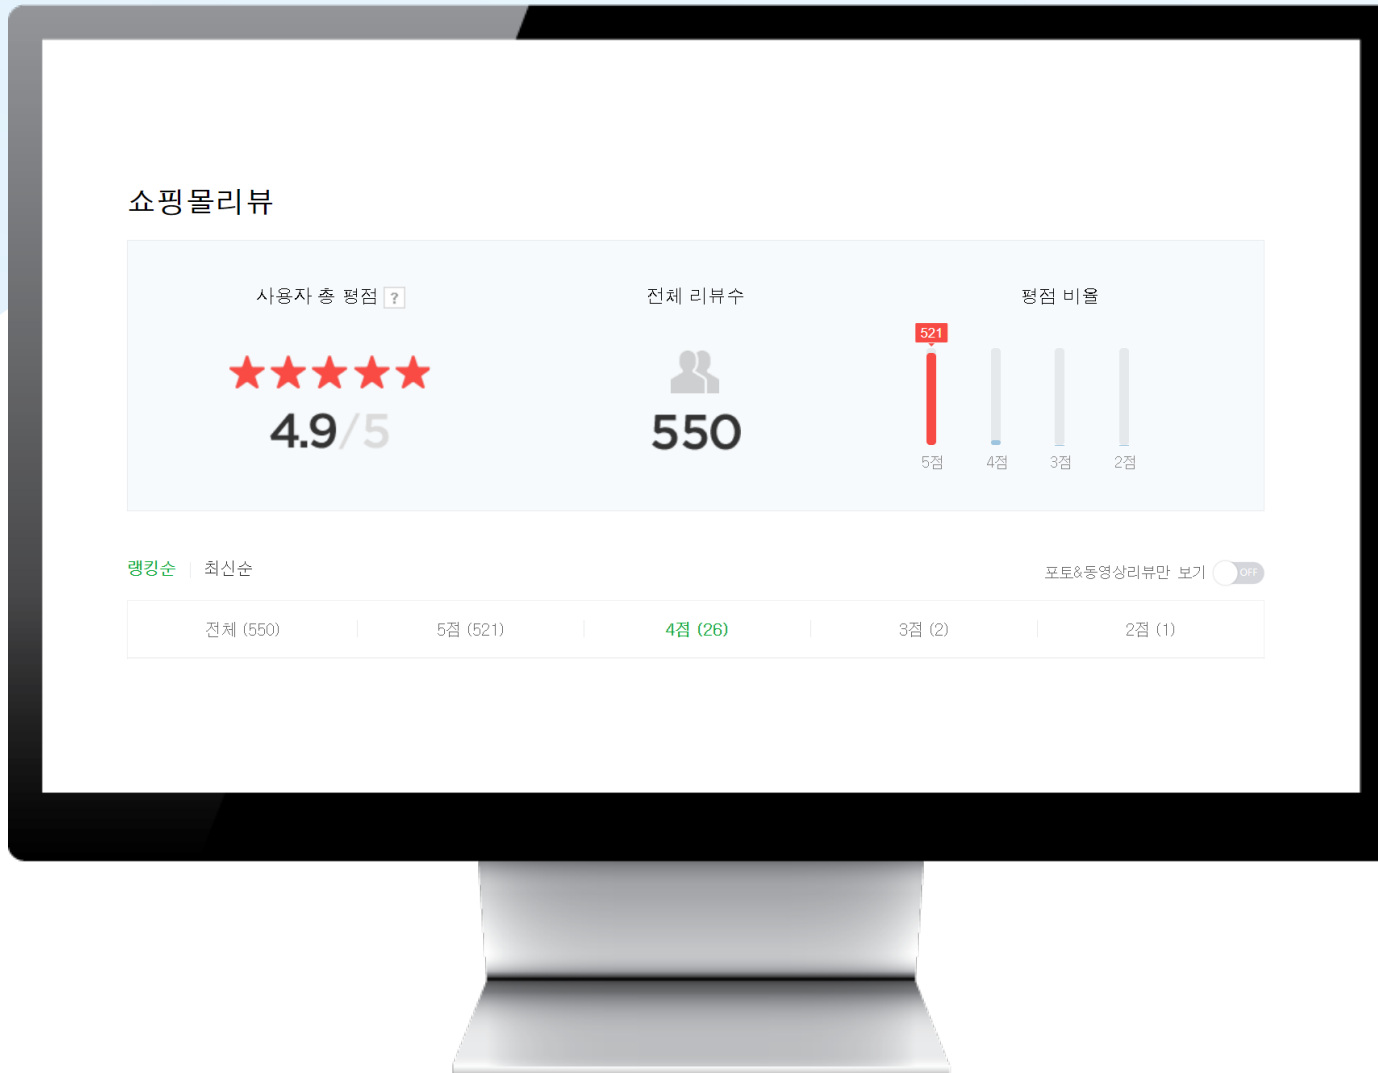 쇼핑몰리뷰
사용자 총 평점 ?
4.9/5
전체 리뷰수
550
평점 비율
521
5점 4점 3점 2점
랭킹순 최신순
포토&동영상리뷰만 보기 OFF
전체 (550) 5점 (521) 4점 (26) 3점 (2) 2점 (1)